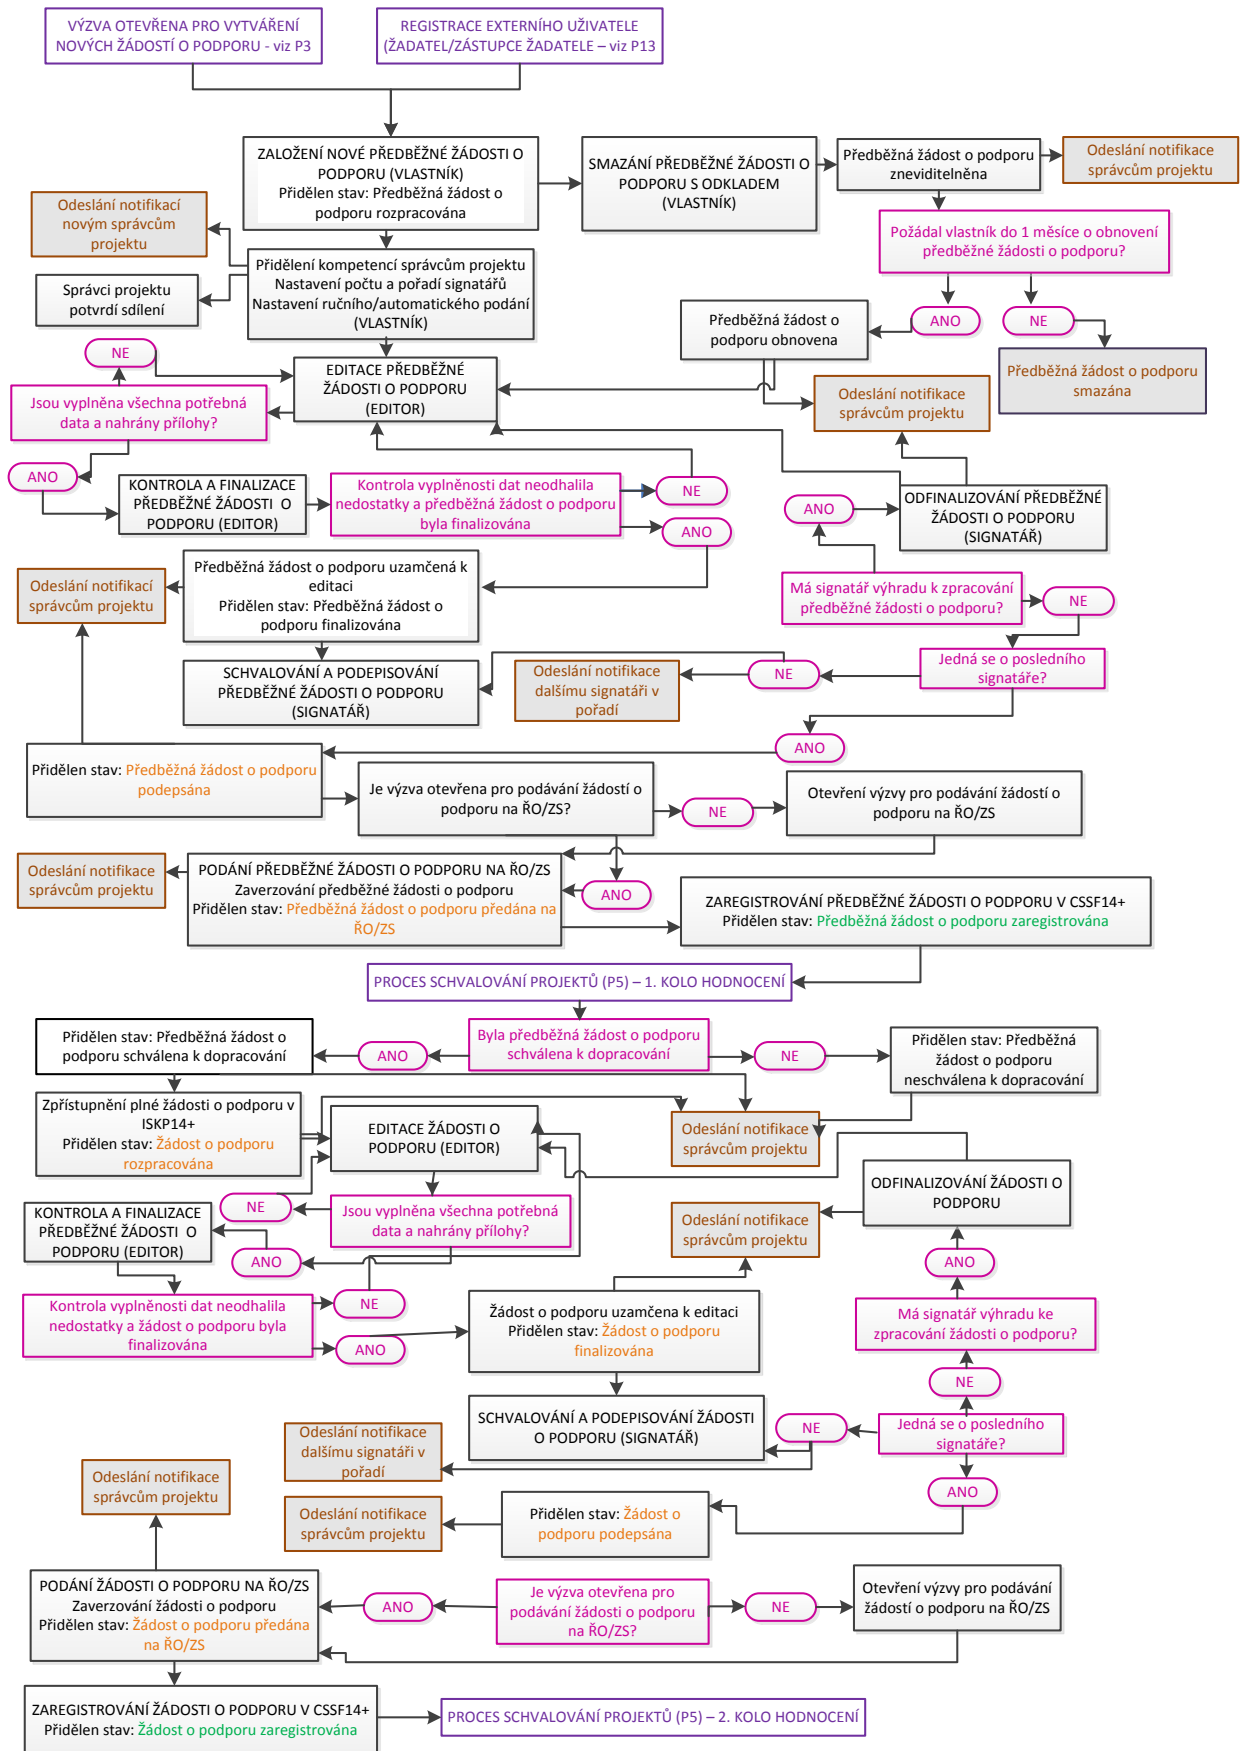 VÝZVA OTEVŘENA PRO VYTVÁŘENÍ
NOVÝCH ŽÁDOSTÍ O PODPORU - viz P3
REGISTRACE EXTERNÍHO UŽIVATELE
(ŽADATEL/ZÁSTUPCE ŽADATELE – viz P13
ZALOŽENÍ NOVÉ PŘEDBĚŽNÉ ŽÁDOSTI O
PODPORU (VLASTNÍK)
Přidělen stav: Předběžná žádost o
podporu rozpracována
SMAZÁNÍ PŘEDBĚŽNÉ ŽÁDOSTI O
PODPORU S ODKLADEM
(VLASTNÍK)
Předběžná žádost o podporu
zneviditelněna
Odeslání notifikace
správcům projektu
Odeslání notifikací
novým správcům
projektu
Požádal vlastník do 1 měsíce o obnovení
předběžné žádosti o podporu?
Přidělení kompetencí správcům projektu
Nastavení počtu a pořadí signatářů
Nastavení ručního/automatického podání
(VLASTNÍK)
Správci projektu
potvrdí sdílení
ANO
NE
Předběžná žádost o
podporu obnovena
NE
EDITACE PŘEDBĚŽNÉ
ŽÁDOSTI O PODPORU
(EDITOR)
Předběžná žádost o podporu
smazána
Jsou vyplněna všechna potřebná
data a nahrány přílohy?
Odeslání notifikace
správcům projektu
ANO
KONTROLA A FINALIZACE
PŘEDBĚŽNÉ ŽÁDOSTI O
PODPORU (EDITOR)
Kontrola vyplněnosti dat neodhalila
nedostatky a předběžná žádost o podporu
byla finalizována
NE
ANO
ANO
ODFINALIZOVÁNÍ PŘEDBĚŽNÉ
ŽÁDOSTI O PODPORU
(SIGNATÁŘ)
Odeslání notifikací
správcům projektu
Předběžná žádost o podporu uzamčená k
editaci
Přidělen stav: Předběžná žádost o
podporu finalizována
Má signatář výhradu k zpracování
předběžné žádosti o podporu?
NE
SCHVALOVÁNÍ A PODEPISOVÁNÍ
PŘEDBĚŽNÉ ŽÁDOSTI O PODPORU
(SIGNATÁŘ)
Odeslání notifikace
dalšímu signatáři v
pořadí
NE
Jedná se o posledního
signatáře?
ANO
Přidělen stav: Předběžná žádost o podporu
podepsána
Je výzva otevřena pro podávání žádostí o
podporu na ŘO/ZS?
NE
Otevření výzvy pro podávání žádostí o
podporu na ŘO/ZS
Odeslání notifikace
správcům projektu
PODÁNÍ PŘEDBĚŽNÉ ŽÁDOSTI O PODPORU NA ŘO/ZS
Zaverzování předběžné žádosti o podporu
Přidělen stav: Předběžná žádost o podporu předána na
ŘO/ZS
ANO
ZAREGISTROVÁNÍ PŘEDBĚŽNÉ ŽÁDOSTI O PODPORU V CSSF14+
Přidělen stav: Předběžná žádost o podporu zaregistrována
PROCES SCHVALOVÁNÍ PROJEKTŮ (P5) – 1. KOLO HODNOCENÍ
Přidělen stav: Předběžná žádost o
podporu schválena k dopracování
ANO
Byla předběžná žádost o podporu
schválena k dopracování
NE
Přidělen stav: Předběžná
žádost o podporu
neschválena k dopracování
Zpřístupnění plné žádosti o podporu v
ISKP14+
Přidělen stav: Žádost o podporu
rozpracována
EDITACE ŽÁDOSTI O
PODPORU (EDITOR)
Odeslání notifikace
správcům projektu
ODFINALIZOVÁNÍ ŽÁDOSTI O
PODPORU
NE
Jsou vyplněna všechna potřebná
data a nahrány přílohy?
KONTROLA A FINALIZACE
PŘEDBĚŽNÉ ŽÁDOSTI O
PODPORU (EDITOR)
ANO
Odeslání notifikace
správcům projektu
ANO
Kontrola vyplněnosti dat neodhalila
nedostatky a žádost o podporu byla
finalizována
NE
ANO
Žádost o podporu uzamčena k editaci
Přidělen stav: Žádost o podporu
finalizována
Má signatář výhradu ke
zpracování žádosti o podporu?
NE
SCHVALOVÁNÍ A PODEPISOVÁNÍ ŽÁDOSTI
O PODPORU (SIGNATÁŘ)
NE
Jedná se o posledního
signatáře?
Odeslání notifikace
dalšímu signatáři v
pořadí
ANO
Odeslání notifikace
správcům projektu
Odeslání notifikace
správcům projektu
Přidělen stav: Žádost o
podporu podepsána
PODÁNÍ ŽÁDOSTI O PODPORU NA ŘO/ZS
Zaverzování žádosti o podporu
Přidělen stav: Žádost o podporu předána
na ŘO/ZS
ANO
Je výzva otevřena pro
podávání žádostí o podporu
na ŘO/ZS?
NE
Otevření výzvy pro podávání
žádostí o podporu na ŘO/ZS
ZAREGISTROVÁNÍ ŽÁDOSTI O PODPORU V CSSF14+
Přidělen stav: Žádost o podporu zaregistrována
PROCES SCHVALOVÁNÍ PROJEKTŮ (P5) – 2. KOLO HODNOCENÍ